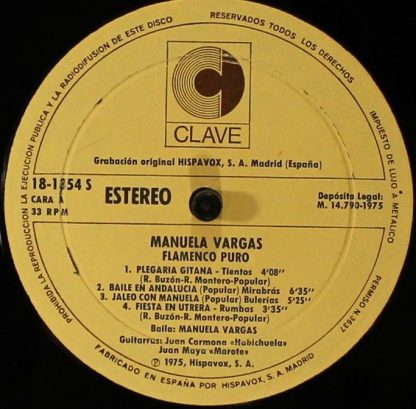 RESERVADOS TODOS LOS DERECHOS
IMPUESTO DE LUJO A METALICO
PERMISO N 3637
FABRICADO EN ESPAÑA POR HISPAVOX, S. A. MADRID
PROHIBIDA LA REPRODUCCION LA EJECUCION PUBLICA Y LA RADIODIFUSION DE ESTE DISCO
CLAVE
Grabación original HISPAVOX, S. A. Madrid (España)
18-1354 S
CARA A
33 RPM
ESTEREO
Depósito Legal:
M. 14.790-1975
MANUELA VARGAS
FLAMENCO PURO
1. PLEGARIA GITANA - Tientos 4'08''
(R. Buzón-R. Montero-Popular)
2. BAILE EN ANDALUCIA (Popular) Mirabrás 6'35''
3. JALEO CON MANUELA (Popular) Bulerías 5'25''
4. FIESTA EN UTRERA - Rumbas 3'35''
(R. Buzón-R. Montero-Popular)
Baila: MANUELA VARGAS
Guitarras: Juan Carmona «Habichuela»
Juan Maya «Marote»
℗ 1975, Hispavox, S. A.